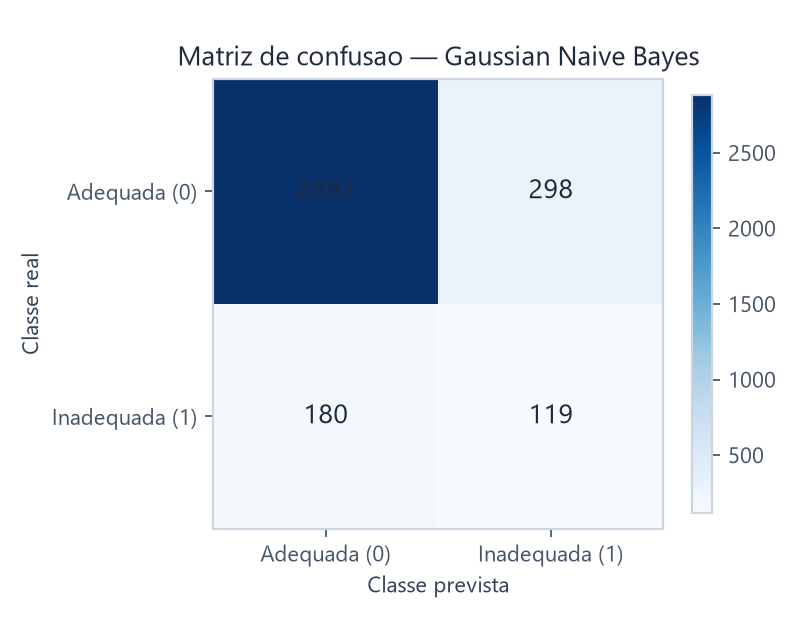 Matriz de confusao — Gaussian Naive Bayes
Classe real
Adequada (0)
2883
298
Inadequada (1)
180
119
Adequada (0)
Inadequada (1)
Classe prevista
2500
2000
1500
1000
500